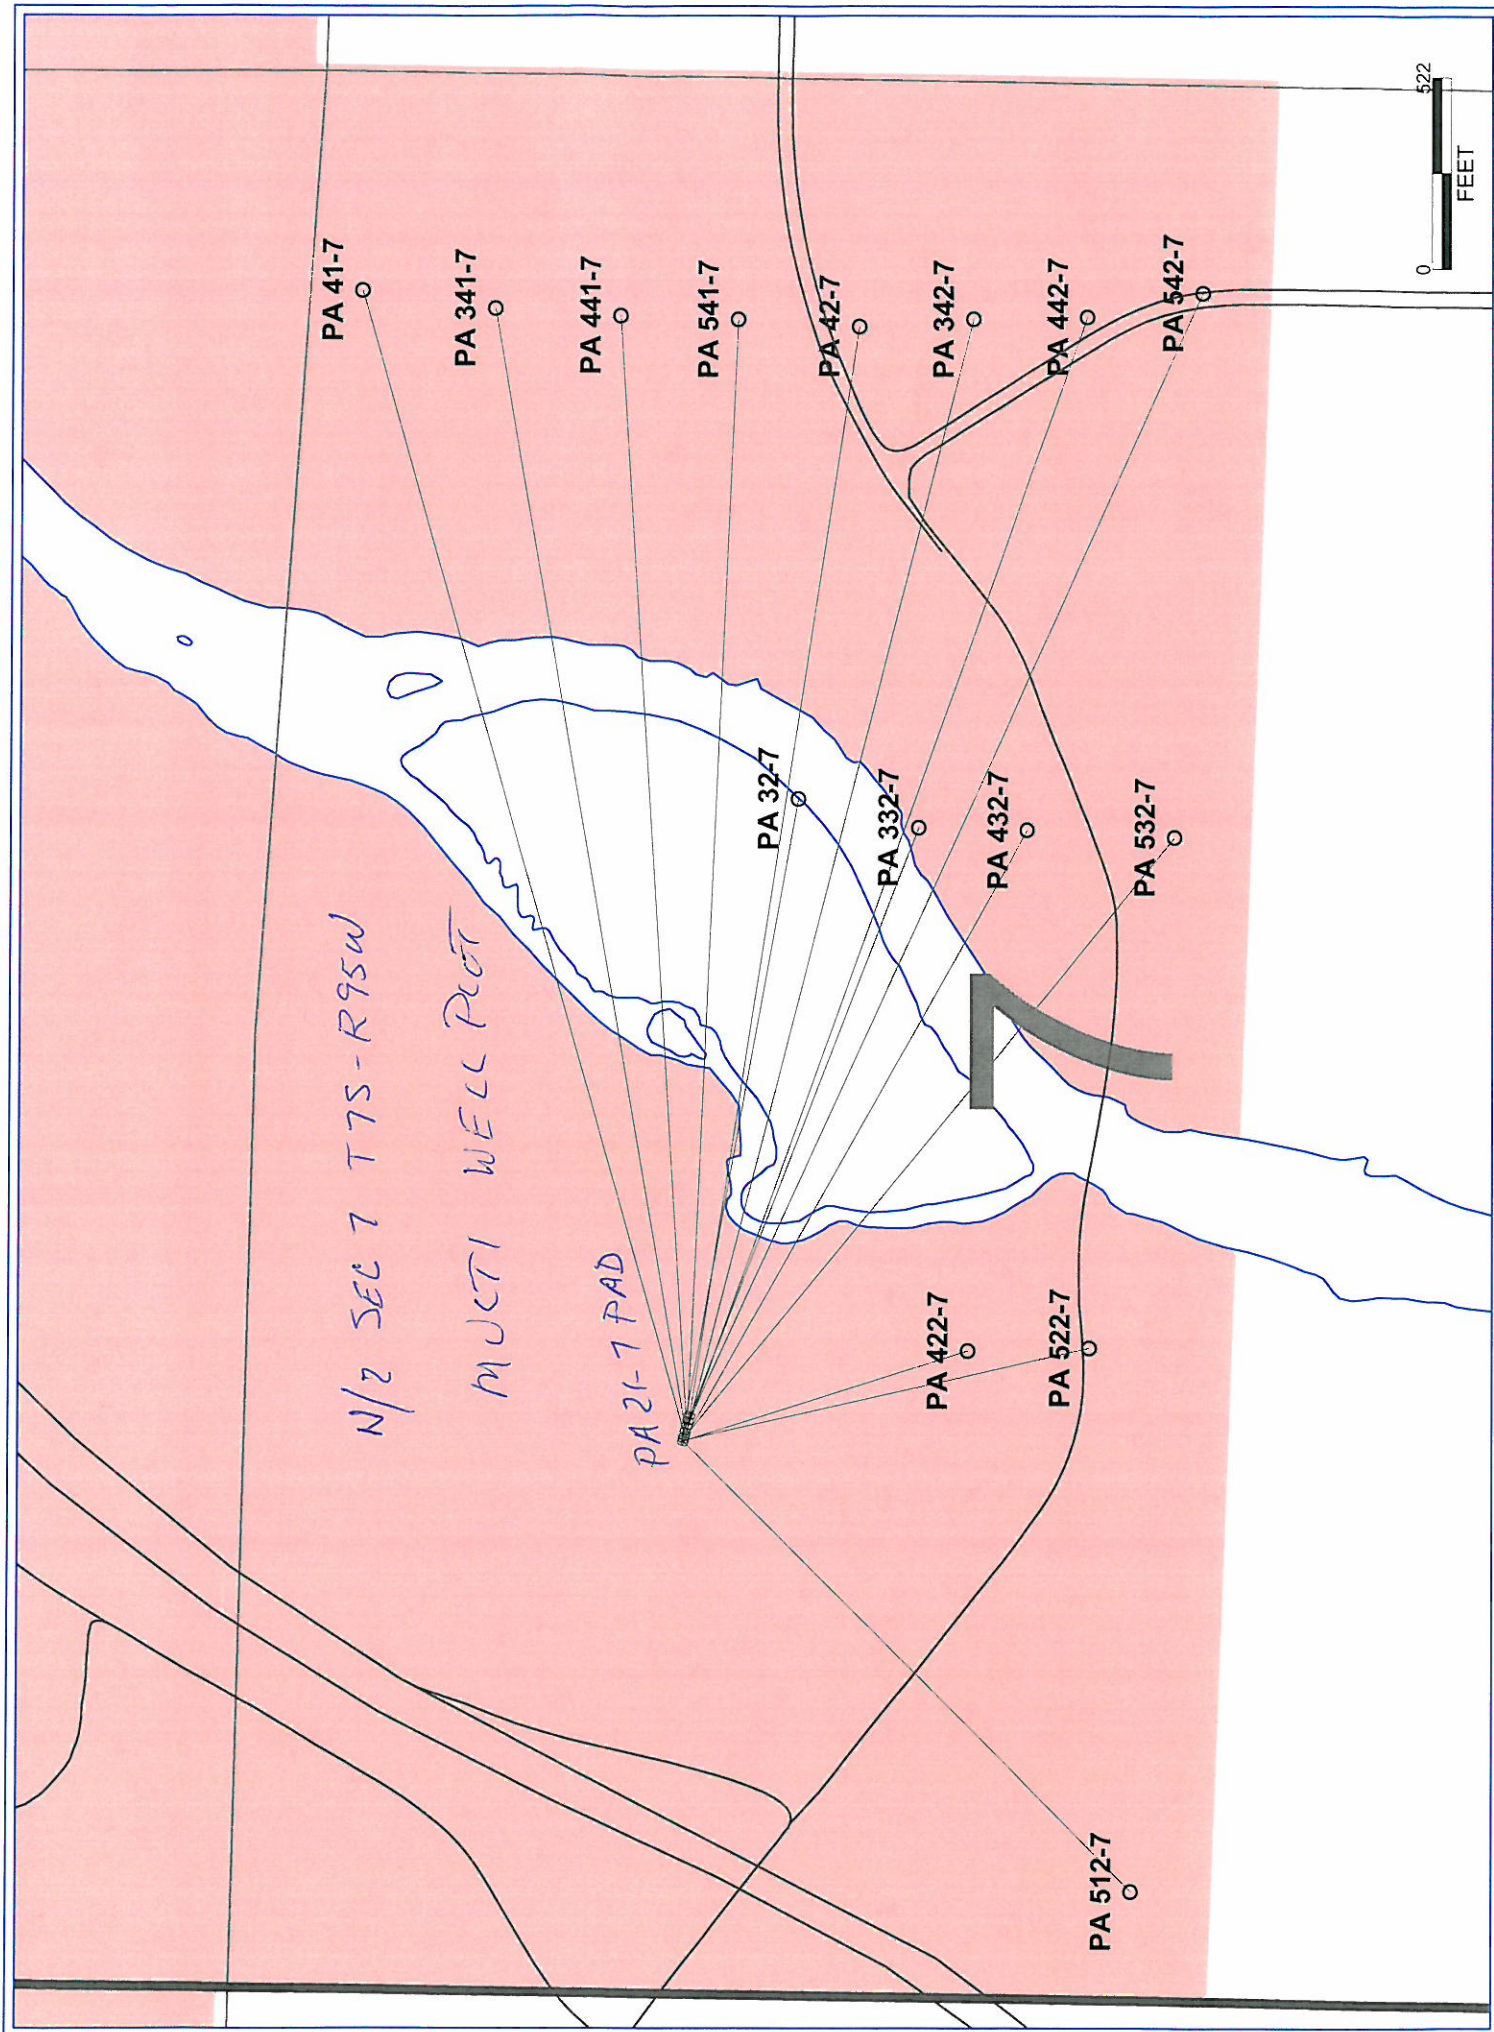 N/2 SEC 7 T7S-R95W
MULTI WELL PLOT
PA 21-7 PAD
PA 41-7
PA 341-7
PA 441-7
PA 541-7
PA 42-7
PA 342-7
PA 442-7
PA 542-7
PA 32-7
PA 332-7
PA 432-7
PA 532-7
7
PA 422-7
PA 522-7
PA 512-7
0 522
FEET